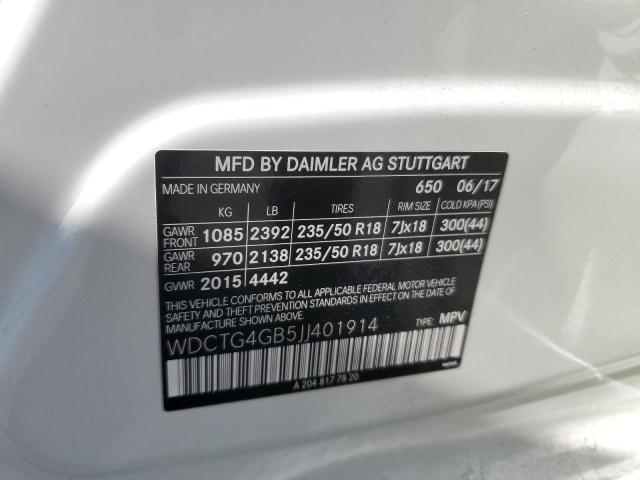 MFD BY DAIMLER AG STUTTGART
MADE IN GERMANY 650 06/17
KG LB TIRES RIM SIZE COLD KPA(PSI)
GAWR FRONT 1085 2392 235/50 R18 7Jx18 300(44)
GAWR REAR 970 2138 235/50 R18 7Jx18 300(44)
GVWR 2015 4442
THIS VEHICLE CONFORMS TO ALL APPLICABLE FEDERAL MOTOR VEHICLE
SAFETY AND THEFT PREVENTION STANDARDS IN EFFECT ON THE DATE
OF MANUFACTURE SHOWN ABOVE.
WDCTG4GB5JJ401914 TYPE: MPV
A 204 817 78 20